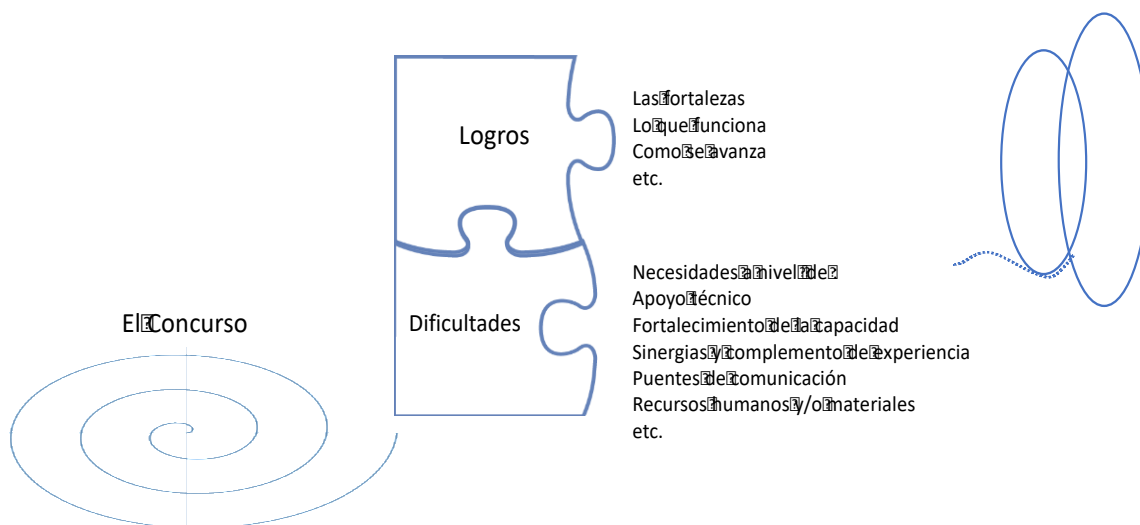 Logros
Las fortalezas
Lo que funciona
Como se avanza
etc.
El Concurso
Dificultades
Necesidades a nivel de
Apoyo técnico
Fortalecimiento de la capacidad
Sinergias y complemento de experiencia
Puentes de comunicación
Recursos humanos y/o materiales
etc.